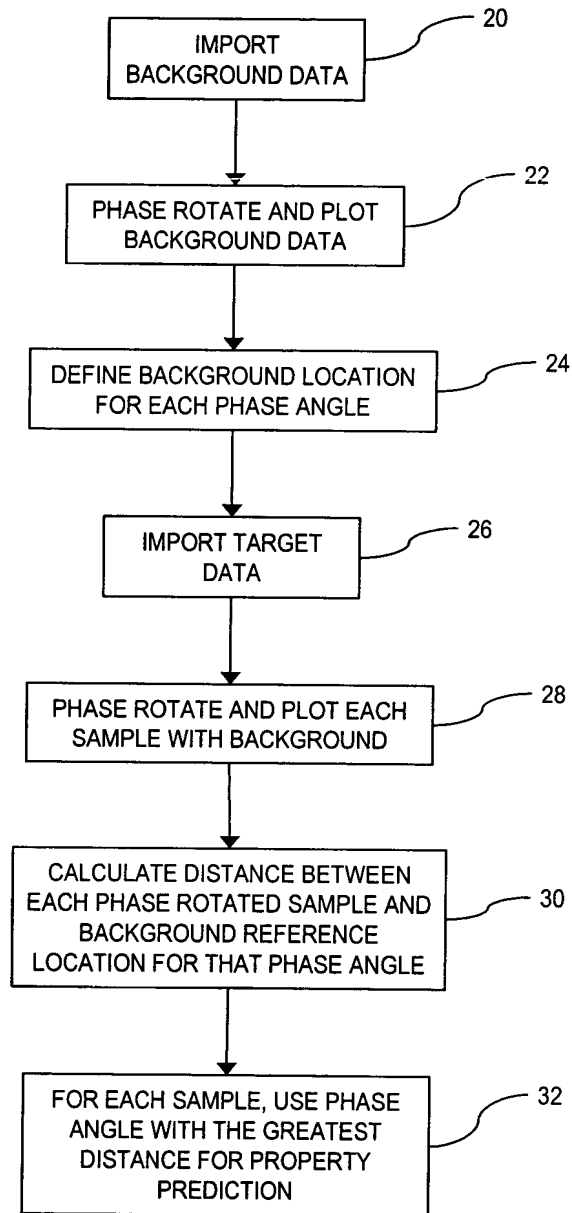 IMPORT
BACKGROUND DATA
20
PHASE ROTATE AND PLOT
BACKGROUND DATA
22
DEFINE BACKGROUND LOCATION
FOR EACH PHASE ANGLE
24
IMPORT TARGET
DATA
26
PHASE ROTATE AND PLOT EACH
SAMPLE WITH BACKGROUND
28
CALCULATE DISTANCE BETWEEN
EACH PHASE ROTATED SAMPLE AND
BACKGROUND REFERENCE
LOCATION FOR THAT PHASE ANGLE
30
FOR EACH SAMPLE, USE PHASE
ANGLE WITH THE GREATEST
DISTANCE FOR PROPERTY
PREDICTION
32